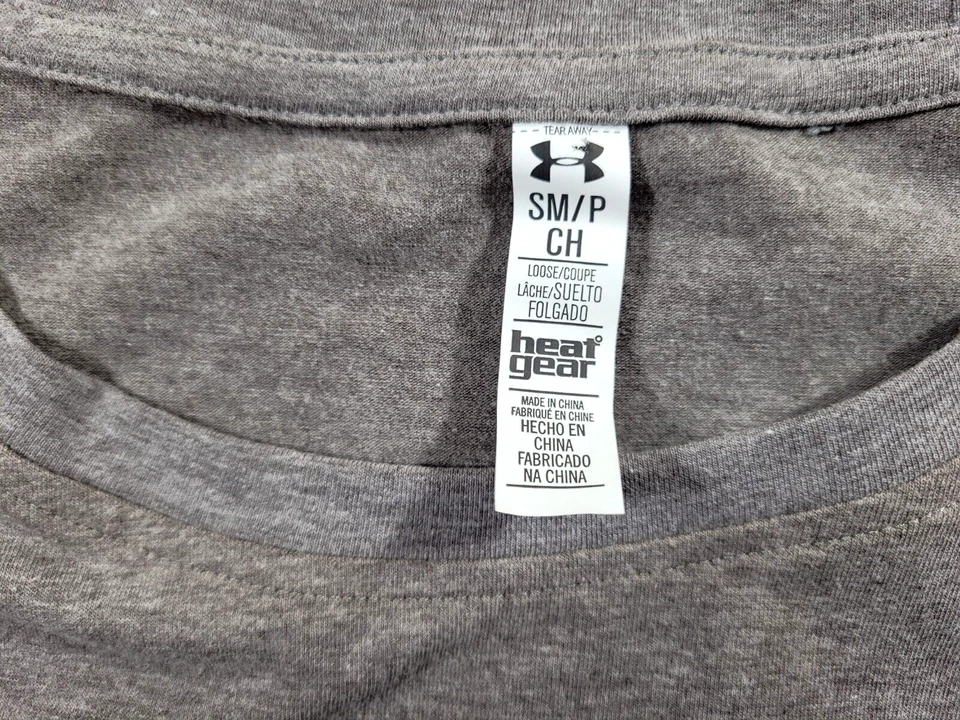 TEAR AWAY
SM/P
CH
LOOSE/COUPE
LÂCHE/SUELTO
FOLGADO
heat
gear
MADE IN CHINA
FABRIQUÉ EN CHINE
HECHO EN
CHINA
FABRICADO
NA CHINA